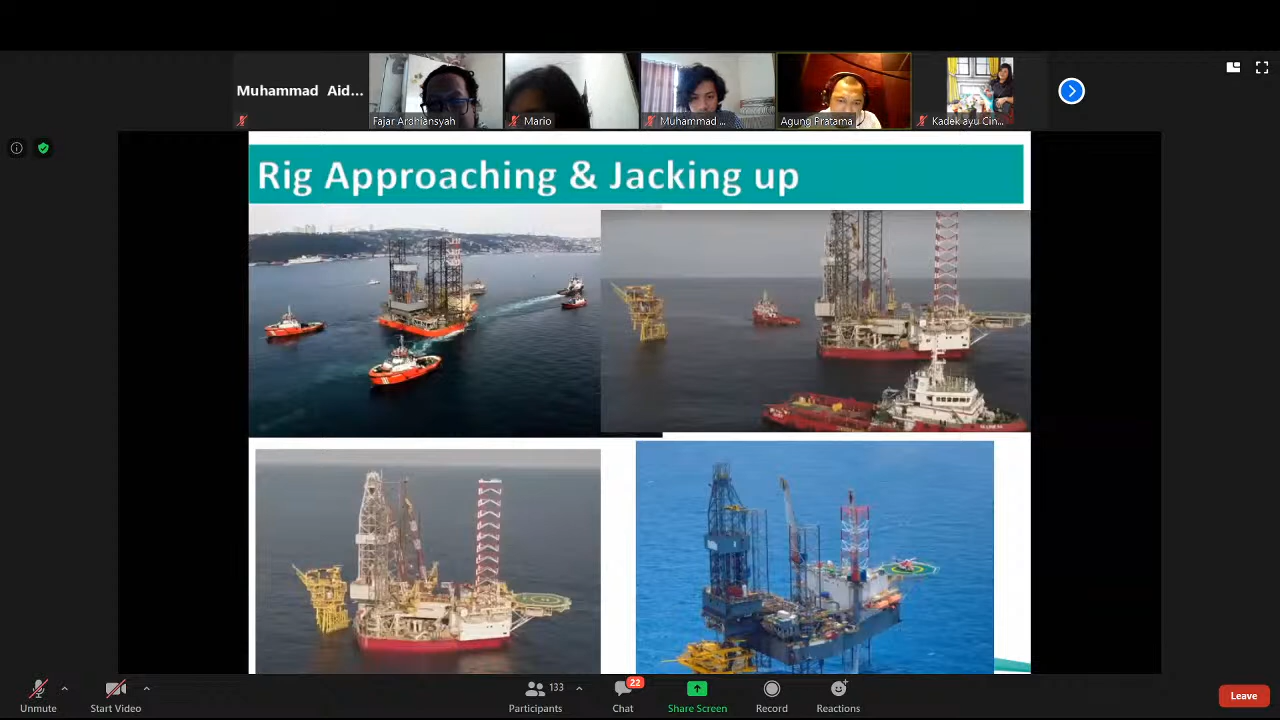 Muhammad Aid...
Fajar Ardhiansyah
Mario
Muhammad ...
Agung Pratama
Kadek ayu Cin...
Rig Approaching & Jacking up
Unmute
Start Video
133
Participants
22
Chat
Share Screen
Record
Reactions
Leave